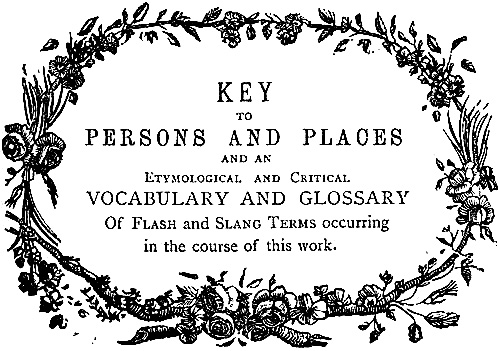 KEY
TO
PERSONS AND PLACES
AND AN
ETYMOLOGICAL AND CRITICAL
VOCABULARY AND GLOSSARY
Of FLASH and SLANG TERMS occurring
in the course of this work.